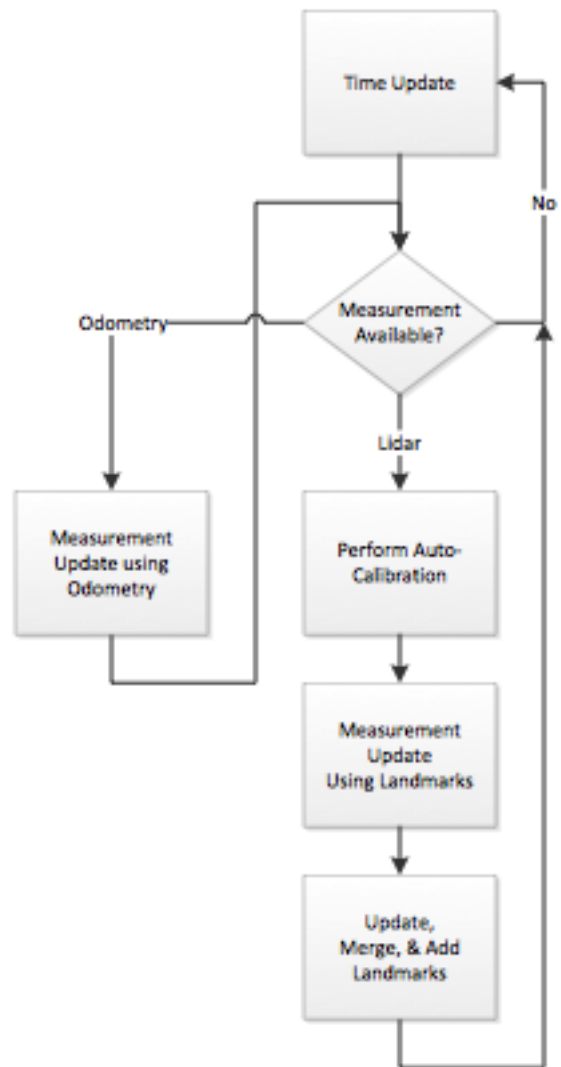 Time Update
No
Measurement
Available?
Odometry
Lidar
Measurement
Update using
Odometry
Perform Auto-
Calibration
Measurement
Update
Using Landmarks
Update,
Merge, & Add
Landmarks